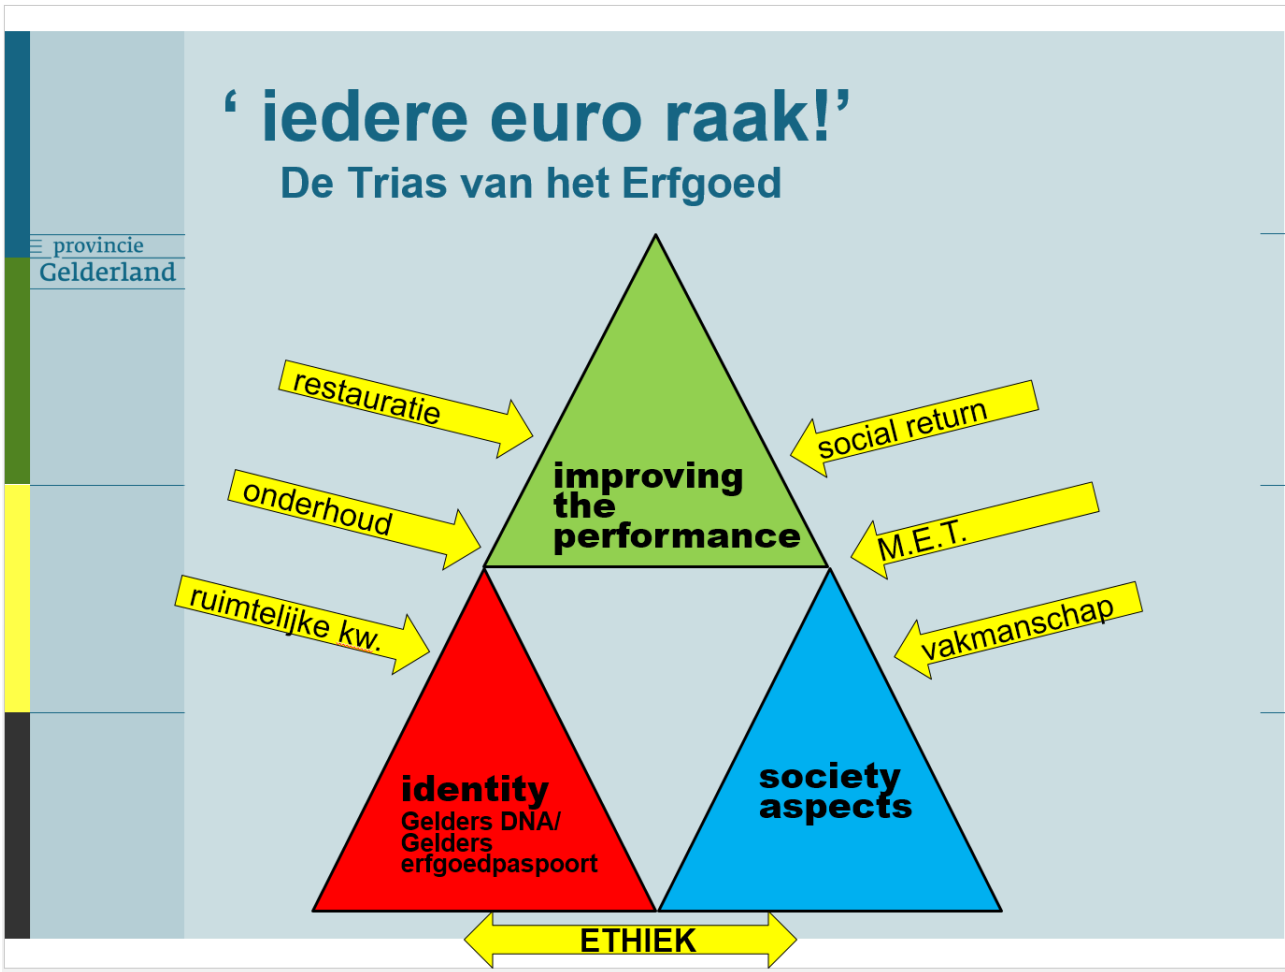 ‘ iedere euro raak!’
De Trias van het Erfgoed
provincie
Gelderland
restauratie
social return
improving
the
performance
onderhoud
M.E.T.
ruimtelijke kw.
vakmanschap
identity
Gelders DNA/
Gelders
erfgoedpaspoort
society
aspects
ETHIEK